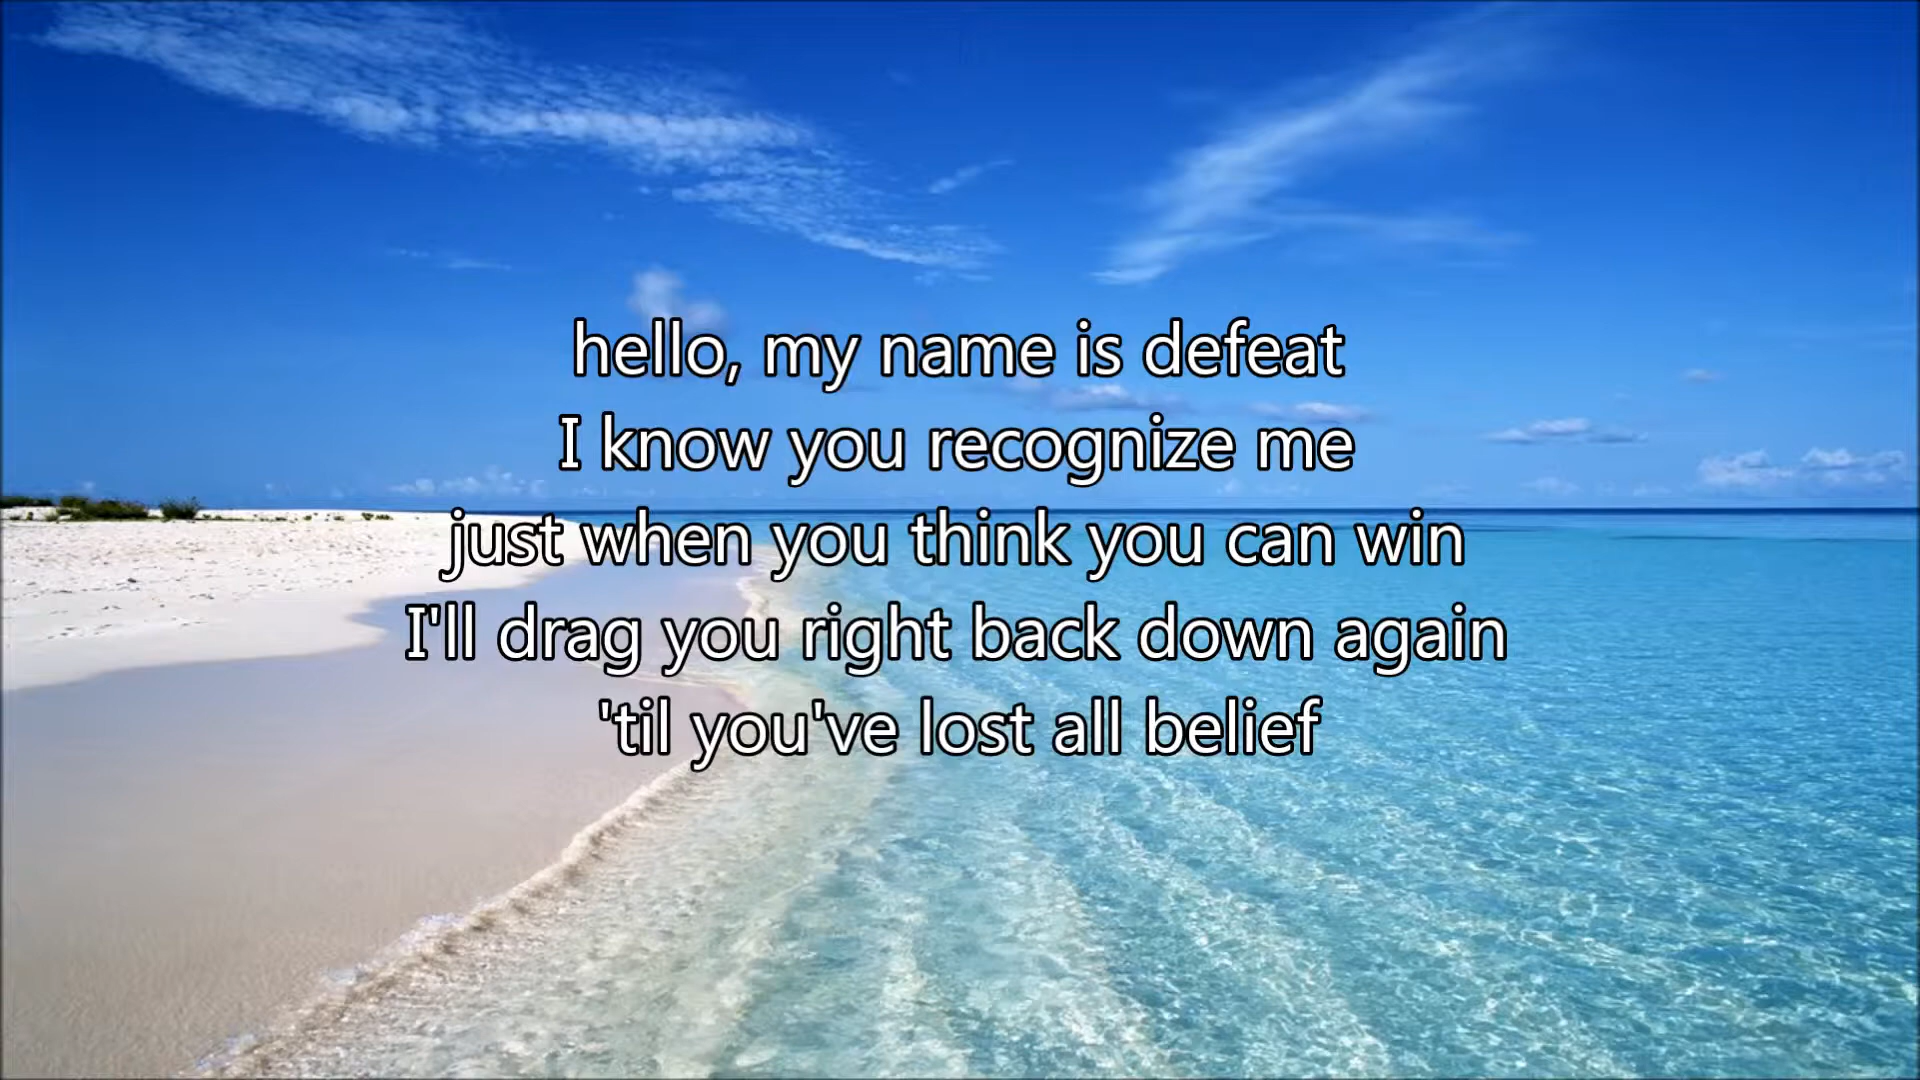 hello, my name is defeat
I know you recognize me
just when you think you can win
I'll drag you right back down again
'til you've lost all belief